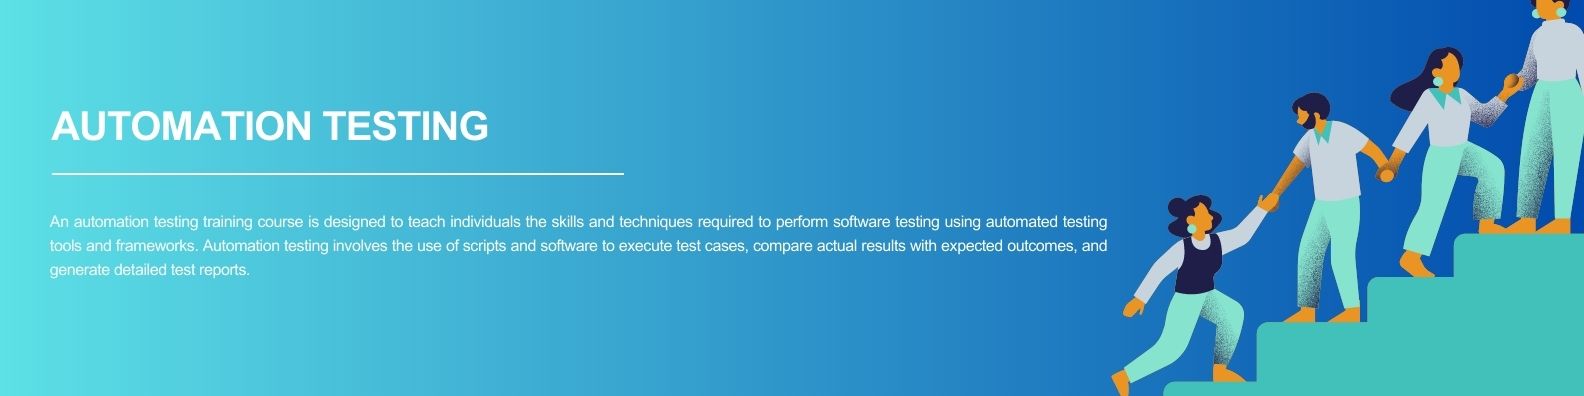 AUTOMATION TESTING
An automation testing training course is designed to teach individuals the skills and techniques required to perform software testing using automated testing
tools and frameworks. Automation testing involves the use of scripts and software to execute test cases, compare actual results with expected outcomes, and
generate detailed test reports.